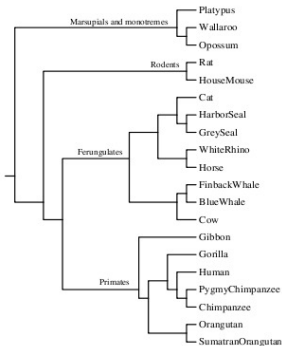 Platypus
Marsupials and monotremes
Wallaroo
Opossum
Rat
Rodents
HouseMouse
Cat
HarborSeal
GreySeal
Ferungulates
WhiteRhino
Horse
FinbackWhale
BlueWhale
Cow
Gibbon
Gorilla
Human
Primates
PygmyChimpanzee
Chimpanzee
Orangutan
SumatranOrangutan